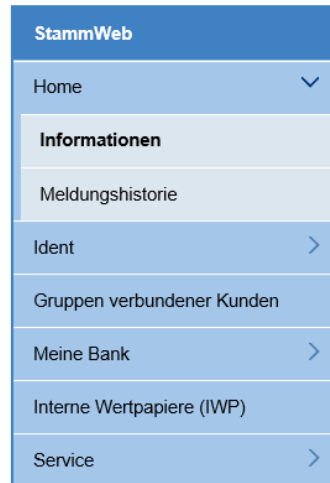 StammWeb
Home
Informationen
Meldungshistorie
Ident
Gruppen verbundener Kunden
Meine Bank
Interne Wertpapiere (IWP)
Service